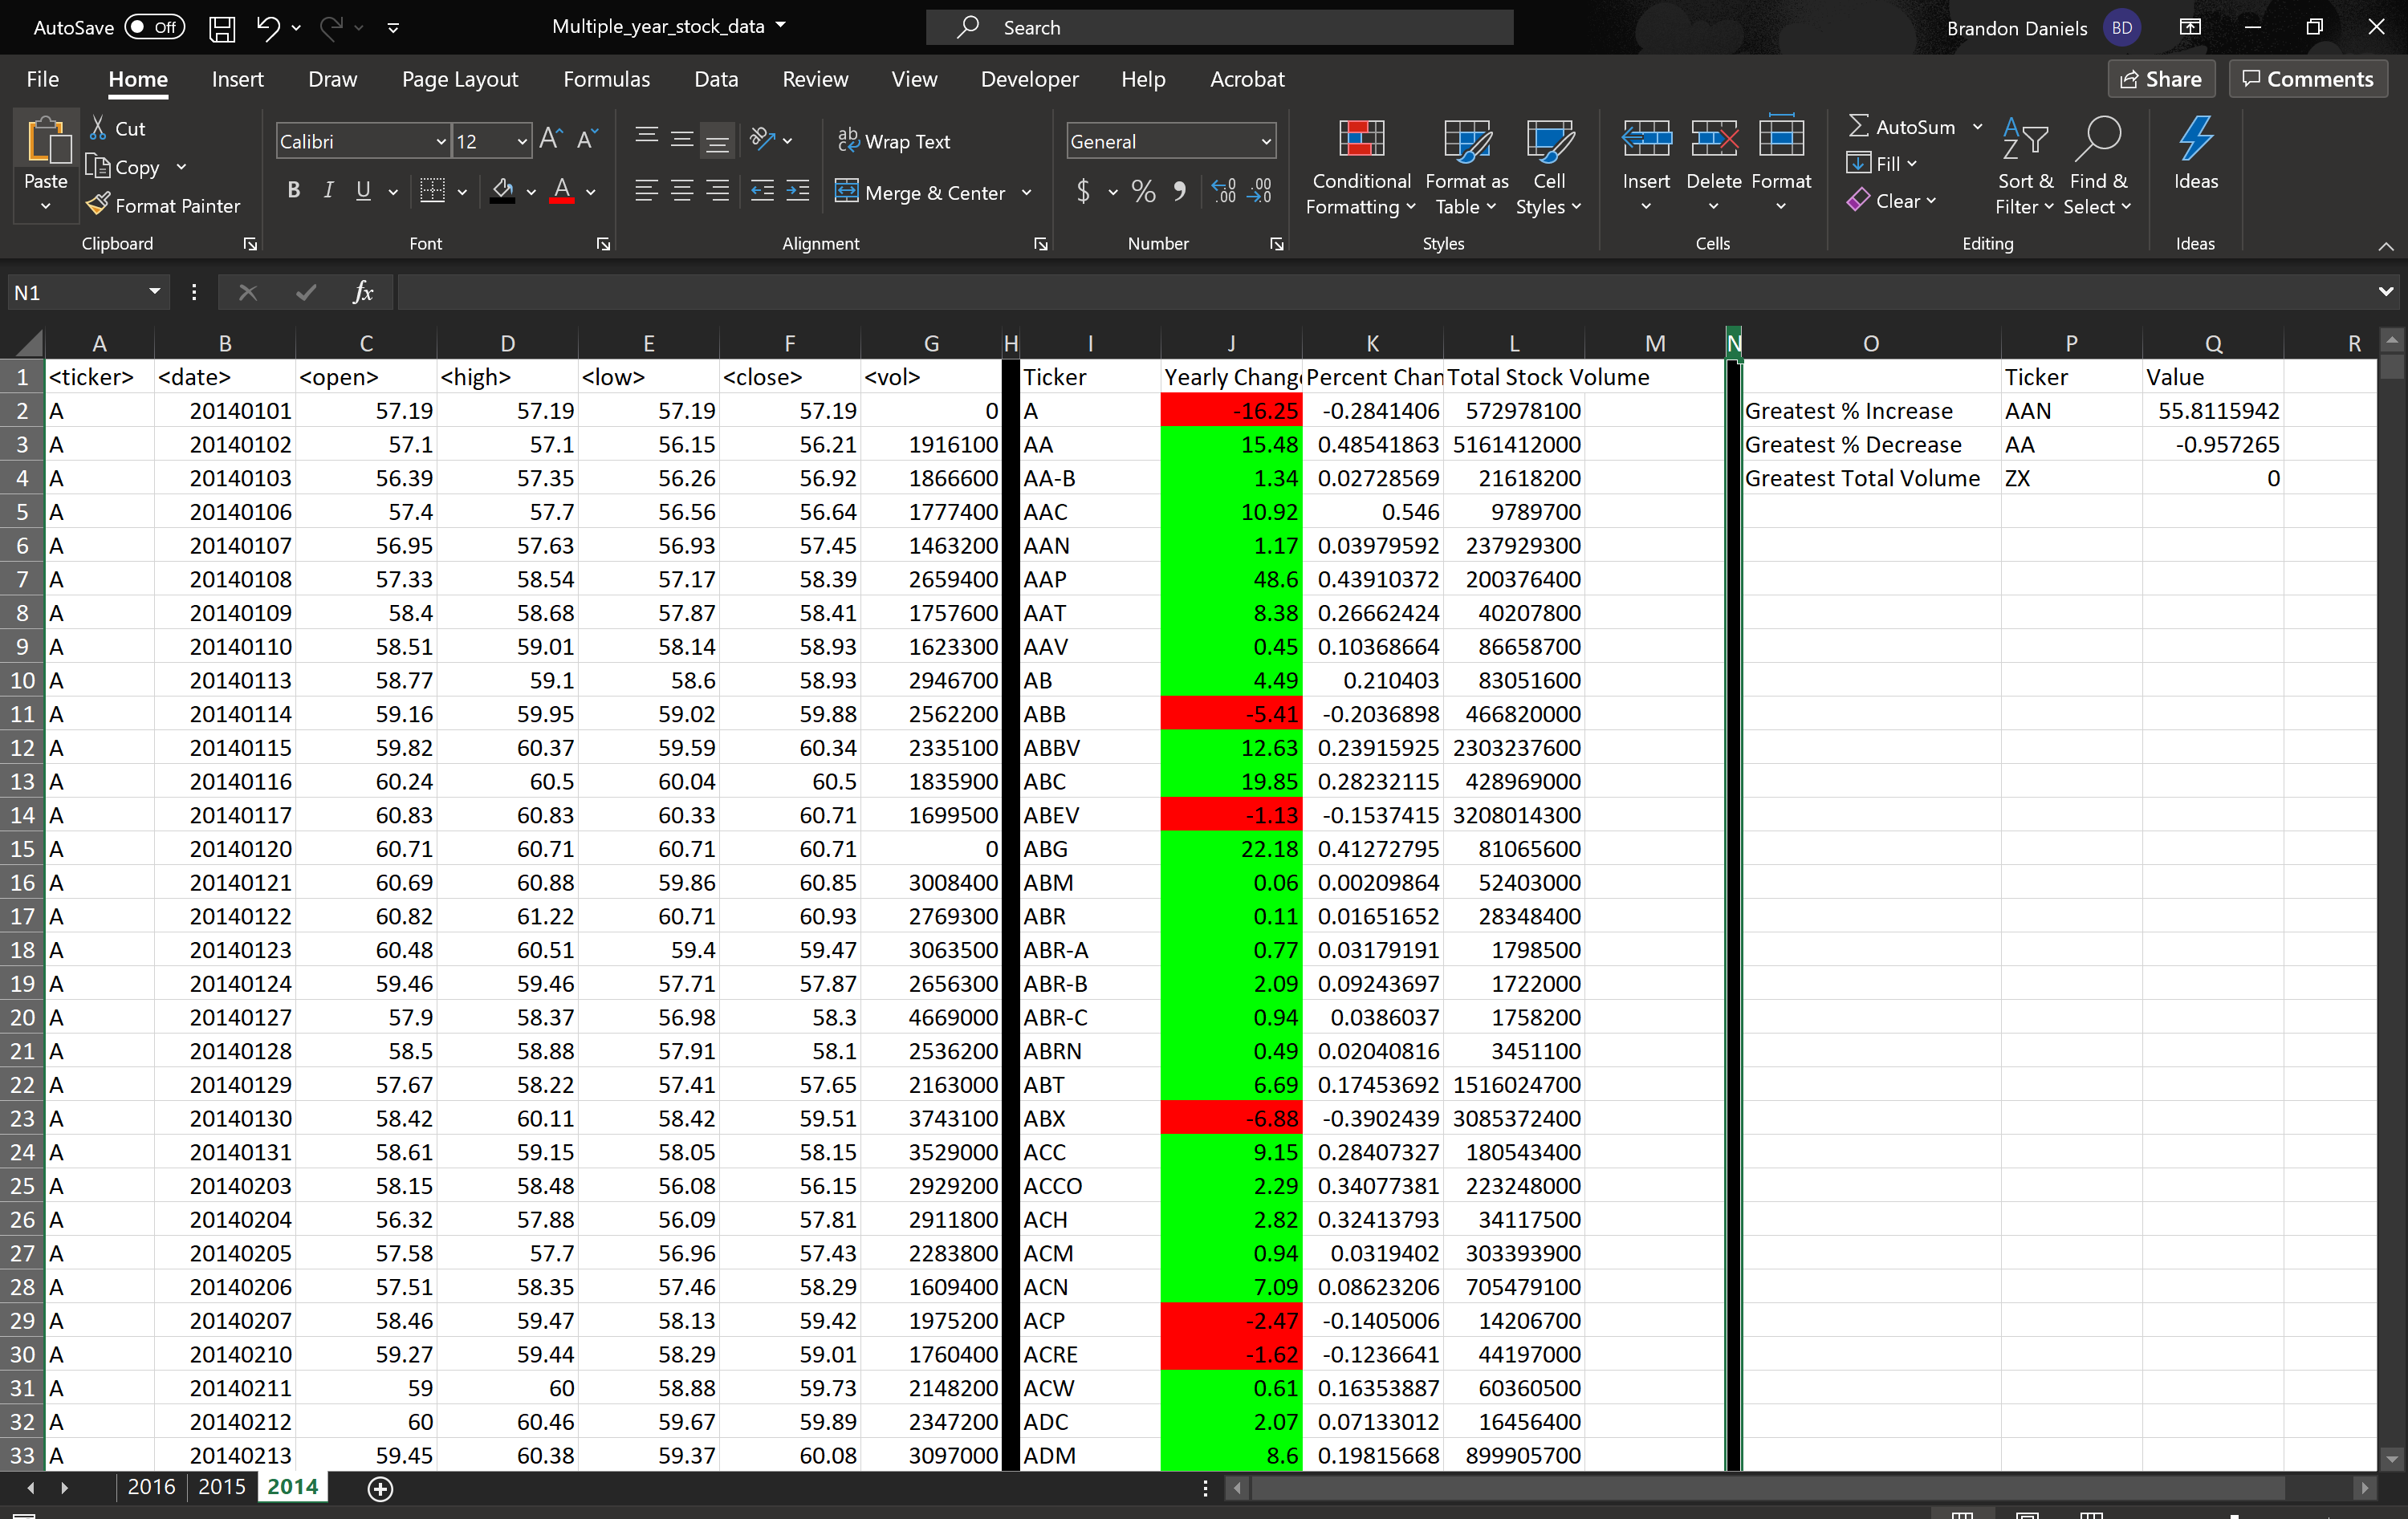 AutoSave Off Multiple_year_stock_data Search Brandon Daniels BD
File Home Insert Draw Page Layout Formulas Data Review View Developer Help Acrobat Share Comments
Paste Cut Copy Format Painter Clipboard
Calibri 12 B I U A Font
Wrap Text Merge & Center Alignment
General $ % Number
Conditional Formatting Format as Table Cell Styles Styles
Insert Delete Format Cells
AutoSum Fill Clear Sort & Filter Find & Select Editing
Ideas Ideas
N1 fx
A B C D E F G H I J K L M N O P Q R
1 <ticker> <date> <open> <high> <low> <close> <vol> Ticker Yearly Chang Percent Chan Total Stock Volume Ticker Value
2 A 20140101 57.19 57.19 57.19 57.19 0 A -16.25 -0.2841406 572978100 Greatest % Increase AAN 55.8115942
3 A 20140102 57.1 57.1 56.15 56.21 1916100 AA 15.48 0.48541863 5161412000 Greatest % Decrease AA -0.957265
4 A 20140103 56.39 57.35 56.26 56.92 1866600 AA-B 1.34 0.02728569 21618200 Greatest Total Volume ZX 0
5 A 20140106 57.4 57.7 56.56 56.64 1777400 AAC 10.92 0.546 9789700
6 A 20140107 56.95 57.63 56.93 57.45 1463200 AAN 1.17 0.03979592 237929300
7 A 20140108 57.33 58.54 57.17 58.39 2659400 AAP 48.6 0.43910372 200376400
8 A 20140109 58.4 58.68 57.87 58.41 1757600 AAT 8.38 0.26662424 40207800
9 A 20140110 58.51 59.01 58.14 58.93 1623300 AAV 0.45 0.10368664 86658700
10 A 20140113 58.77 59.1 58.6 58.93 2946700 AB 4.49 0.210403 83051600
11 A 20140114 59.16 59.95 59.02 59.88 2562200 ABB -5.41 -0.2036898 466820000
12 A 20140115 59.82 60.37 59.59 60.34 2335100 ABBV 12.63 0.23915925 2303237600
13 A 20140116 60.24 60.5 60.04 60.5 1835900 ABC 19.85 0.28232115 428969000
14 A 20140117 60.83 60.83 60.33 60.71 1699500 ABEV -1.13 -0.1537415 3208014300
15 A 20140120 60.71 60.71 60.71 60.71 0 ABG 22.18 0.41272795 81065600
16 A 20140121 60.69 60.88 59.86 60.85 3008400 ABM 0.06 0.00209864 52403000
17 A 20140122 60.82 61.22 60.71 60.93 2769300 ABR 0.11 0.01651652 28348400
18 A 20140123 60.48 60.51 59.4 59.47 3063500 ABR-A 0.77 0.03179191 1798500
19 A 20140124 59.46 59.46 57.71 57.87 2656300 ABR-B 2.09 0.09243697 1722000
20 A 20140127 57.9 58.37 56.98 58.3 4669000 ABR-C 0.94 0.0386037 1758200
21 A 20140128 58.5 58.88 57.91 58.1 2536200 ABRN 0.49 0.02040816 3451100
22 A 20140129 57.67 58.22 57.41 57.65 2163000 ABT 6.69 0.17453692 1516024700
23 A 20140130 58.42 60.11 58.42 59.51 3743100 ABX -6.88 -0.3902439 3085372400
24 A 20140131 58.61 59.15 58.05 58.15 3529000 ACC 9.15 0.28407327 180543400
25 A 20140203 58.15 58.48 56.08 56.15 2929200 ACCO 2.29 0.34077381 223248000
26 A 20140204 56.32 57.88 56.09 57.81 2911800 ACH 2.82 0.32413793 34117500
27 A 20140205 57.58 57.7 56.96 57.43 2283800 ACM 0.94 0.0319402 303393900
28 A 20140206 57.51 58.35 57.46 58.29 1609400 ACN 7.09 0.08623206 705479100
29 A 20140207 58.46 59.47 58.13 59.42 1975200 ACP -2.47 -0.1405006 14206700
30 A 20140210 59.27 59.44 58.29 59.01 1760400 ACRE -1.62 -0.1236641 44197000
31 A 20140211 59 60 58.88 59.73 2148200 ACW 0.61 0.16353887 60360500
32 A 20140212 60 60.46 59.67 59.89 2347200 ADC 2.07 0.07133012 16456400
33 A 20140213 59.45 60.38 59.37 60.08 3097000 ADM 8.6 0.19815668 899905700
2016 2015 2014